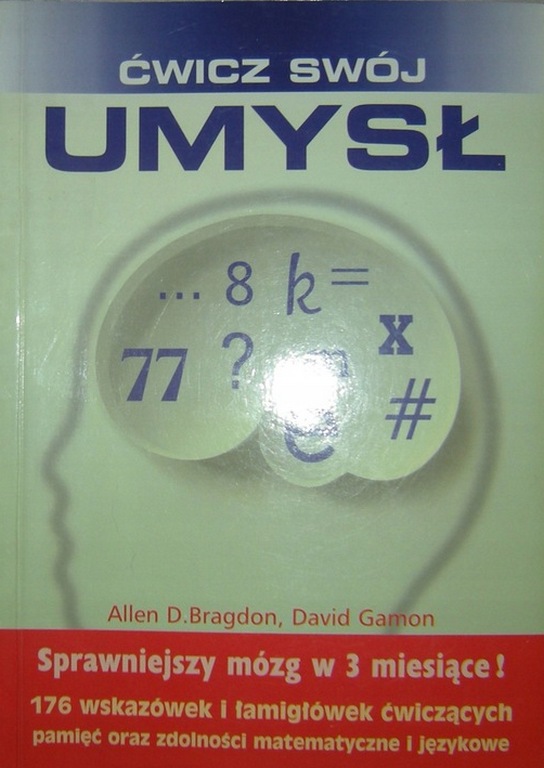 ĆWICZ SWÓJ
UMYSŁ
... 8 k =
77 ? x
#
Allen D.Bragdon, David Gamon
Sprawniejszy mózg w 3 miesiące!
176 wskazówek i łamigłówek ćwiczących
pamięć oraz zdolności matematyczne i językowe